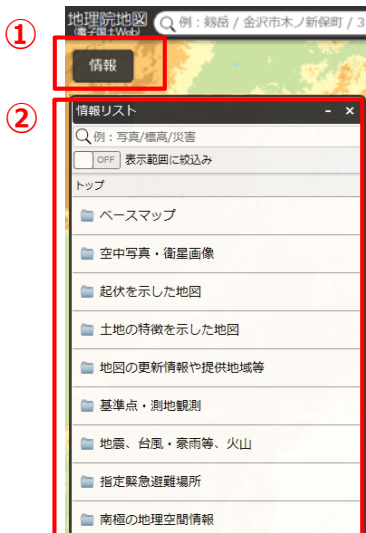 ①
地理院地図
(電子国土Web)
例：剱岳 / 金沢市木ノ新保町 / 3
情報
②
情報リスト - ×
例：写真/標高/災害
OFF 表示範囲に絞込み
トップ
ベースマップ
空中写真・衛星画像
起伏を示した地図
土地の特徴を示した地図
地図の更新情報や提供地域等
基準点・測地観測
地震、台風・豪雨等、火山
指定緊急避難場所
南極の地理空間情報